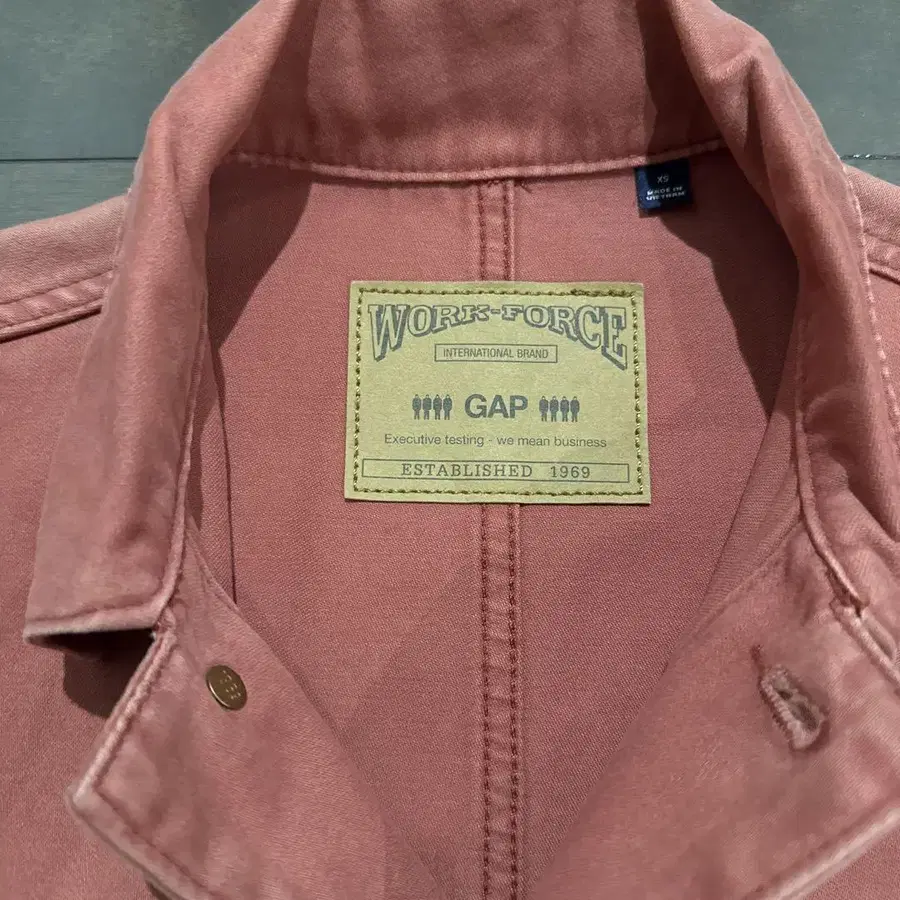 XS
MADE IN
VIETNAM
WORK-FORCE
INTERNATIONAL BRAND
GAP
Executive testing - we mean business
ESTABLISHED 1969